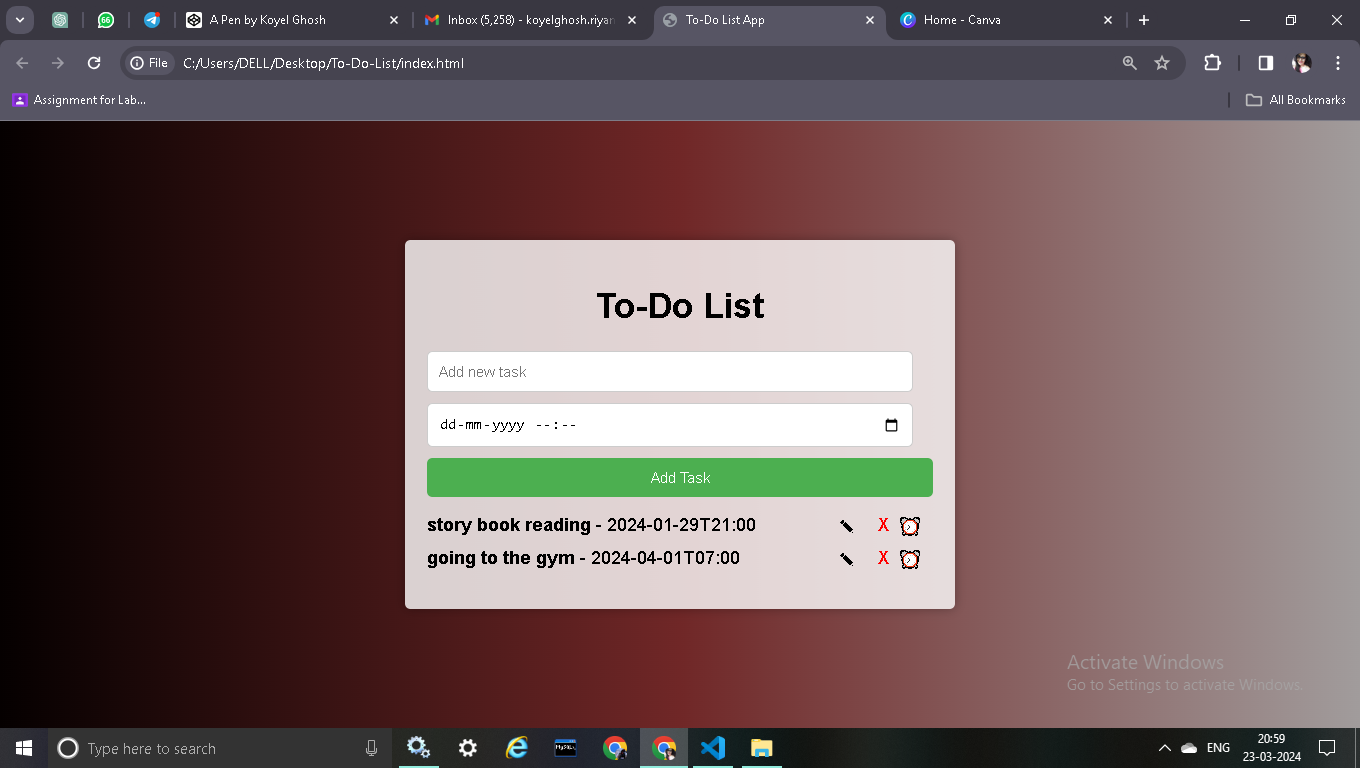 66
A Pen by Koyel Ghosh
Inbox (5,258) - koyelghosh.riyan
To-Do List App
Home - Canva
File
C:/Users/DELL/Desktop/To-Do-List/index.html
Assignment for Lab...
All Bookmarks
To-Do List
Add new task
dd-mm-yyyy --:--
Add Task
story book reading - 2024-01-29T21:00
X
going to the gym - 2024-04-01T07:00
X
Activate Windows
Go to Settings to activate Windows.
Type here to search
MySQL
ENG
20:59
23-03-2024